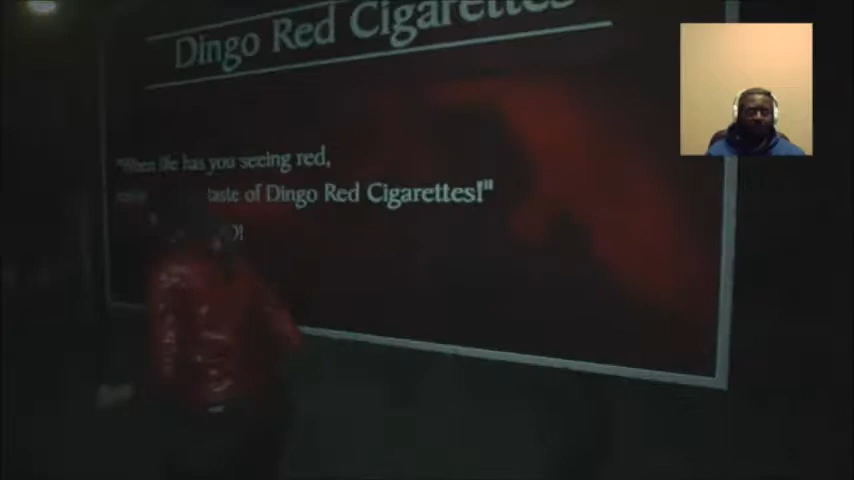 Dingo Red Cigarettes
"When life has you seeing red,
taste of Dingo Red Cigarettes!"